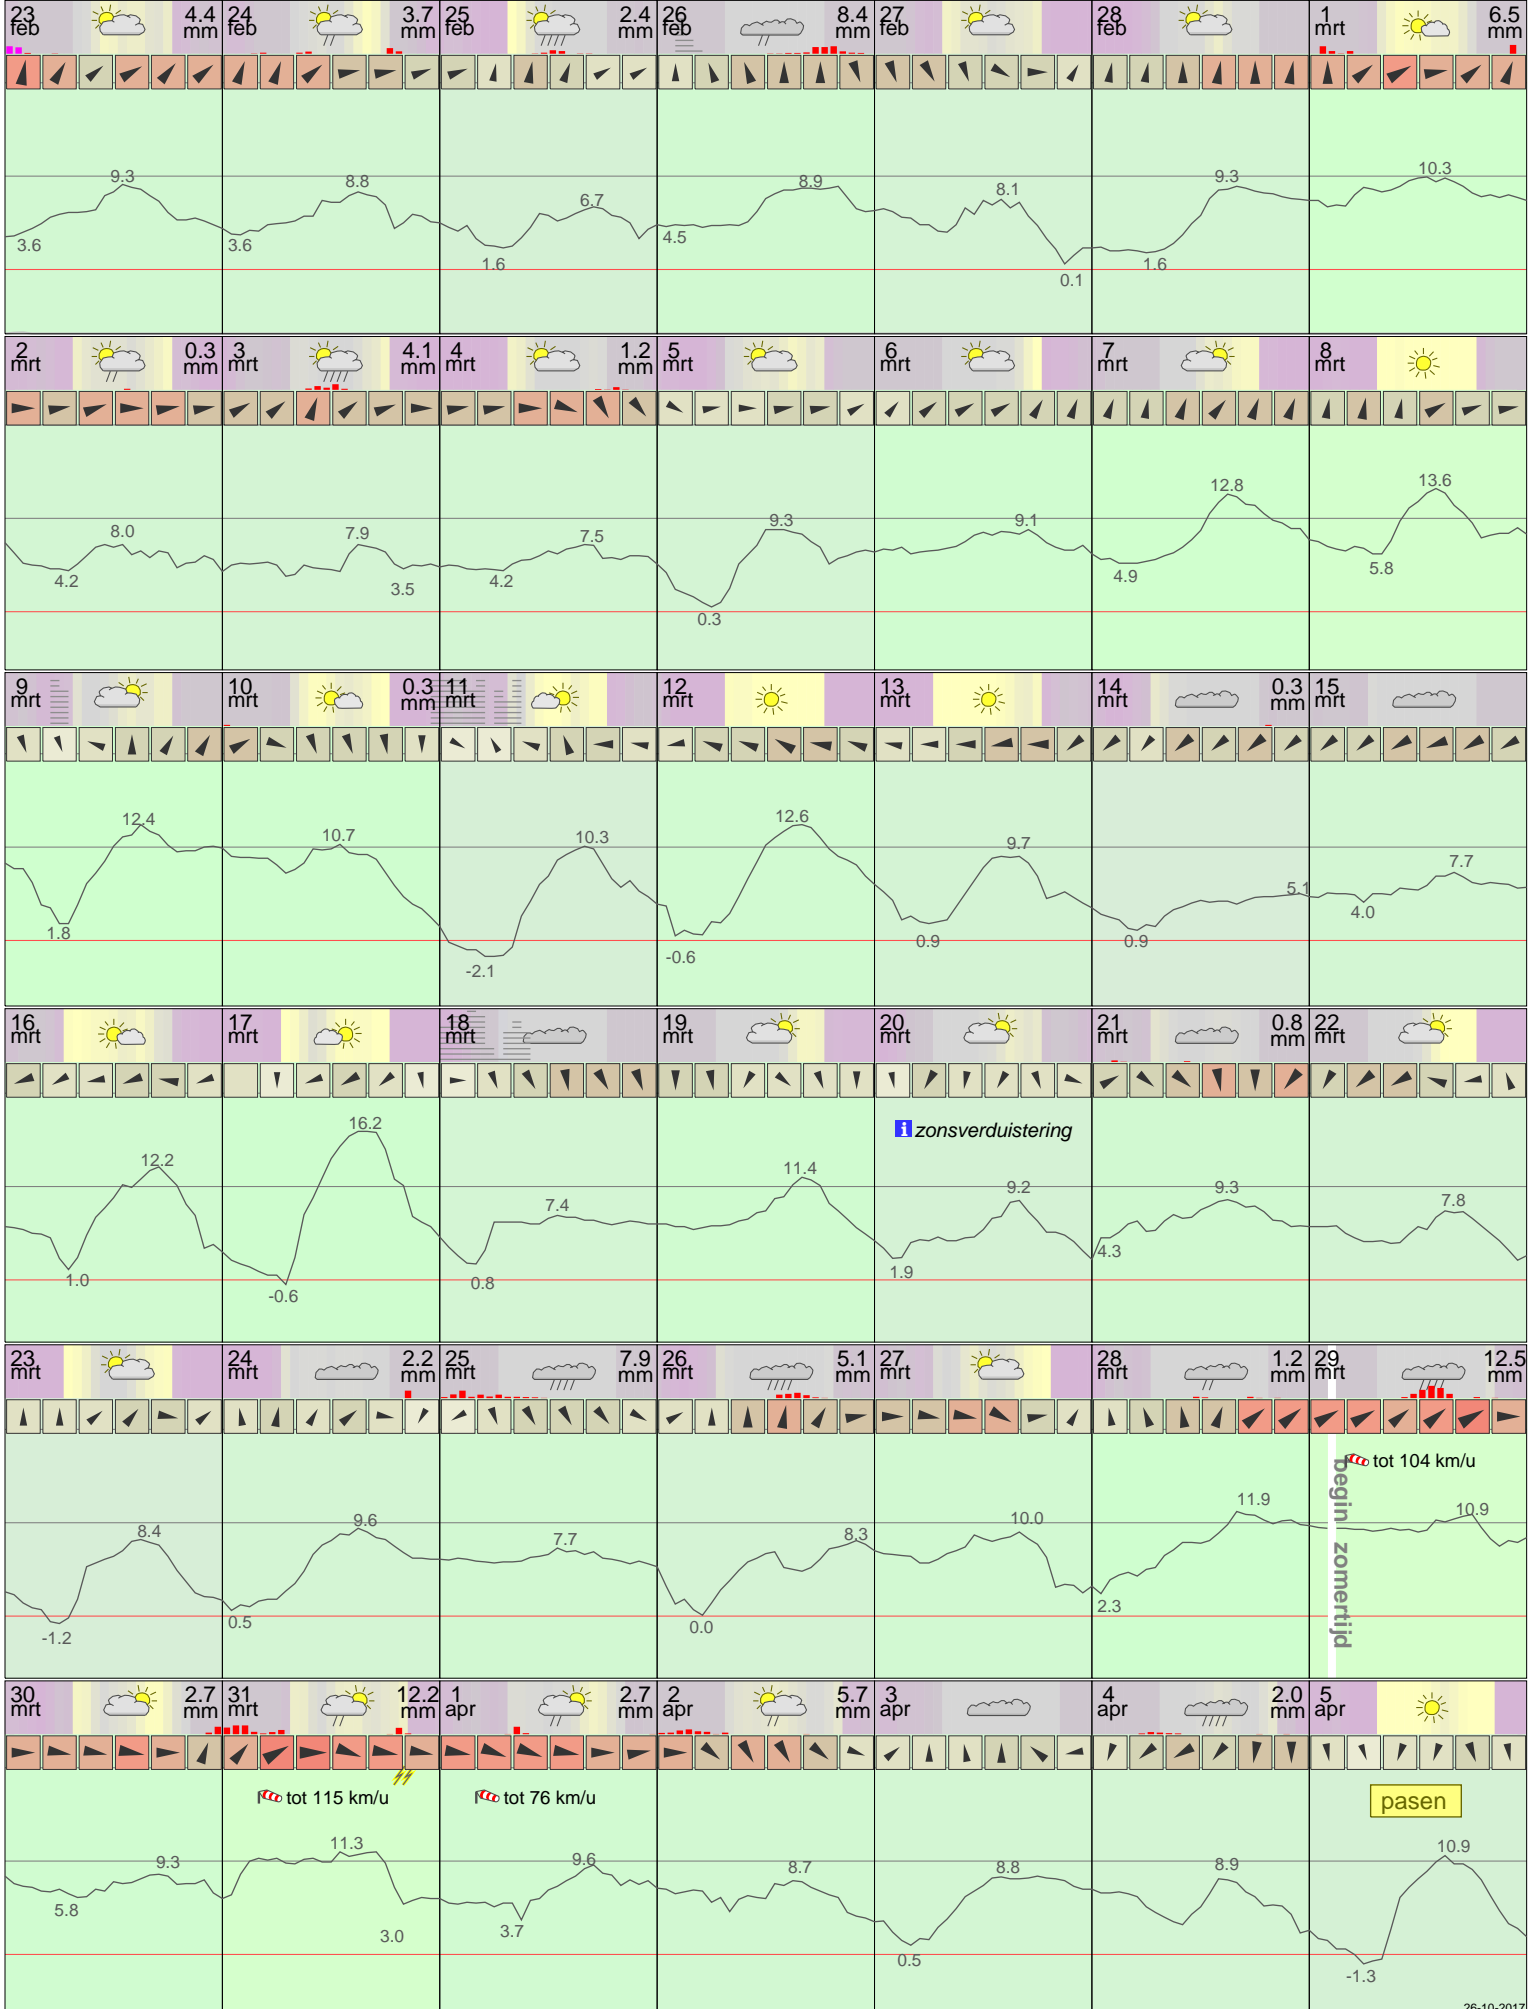 23 feb 4.4 mm 24 feb 3.7 mm 25 feb 2.4 mm 26 feb 8.4 mm 27 feb 28 feb 1 mrt 6.5 mm
9.3 3.6 8.8 3.6 6.7 1.6 8.9 4.5 8.1 0.1 9.3 1.6 10.3
2 mrt 0.3 mm 3 mrt 4.1 mm 4 mrt 1.2 mm 5 mrt 6 mrt 7 mrt 8 mrt
8.0 4.2 7.9 3.5 7.5 4.2 9.3 0.3 9.1 12.8 4.9 13.6 5.8
9 mrt 10 mrt 0.3 mm 11 mrt 12 mrt 13 mrt 14 mrt 0.3 mm 15 mrt
12.4 1.8 10.7 10.3 -2.1 12.6 -0.6 9.7 0.9 5.1 0.9 7.7 4.0
16 mrt 17 mrt 18 mrt 19 mrt 20 mrt 21 mrt 0.8 mm 22 mrt
i zonsverduistering
12.2 1.0 16.2 -0.6 7.4 0.8 11.4 9.2 1.9 9.3 4.3 7.8
23 mrt 24 mrt 2.2 mm 25 mrt 7.9 mm 26 mrt 5.1 mm 27 mrt 28 mrt 1.2 mm 29 mrt 12.5 mm
tot 104 km/u
begin zomertijd
8.4 -1.2 9.6 0.5 7.7 8.3 0.0 10.0 11.9 2.3 10.9
30 mrt 2.7 mm 31 mrt 12.2 mm 1 apr 2.7 mm 2 apr 5.7 mm 3 apr 4 apr 2.0 mm 5 apr
tot 115 km/u tot 76 km/u pasen
9.3 5.8 11.3 3.0 9.6 3.7 8.7 8.8 0.5 8.9 10.9 -1.3
26-10-2017